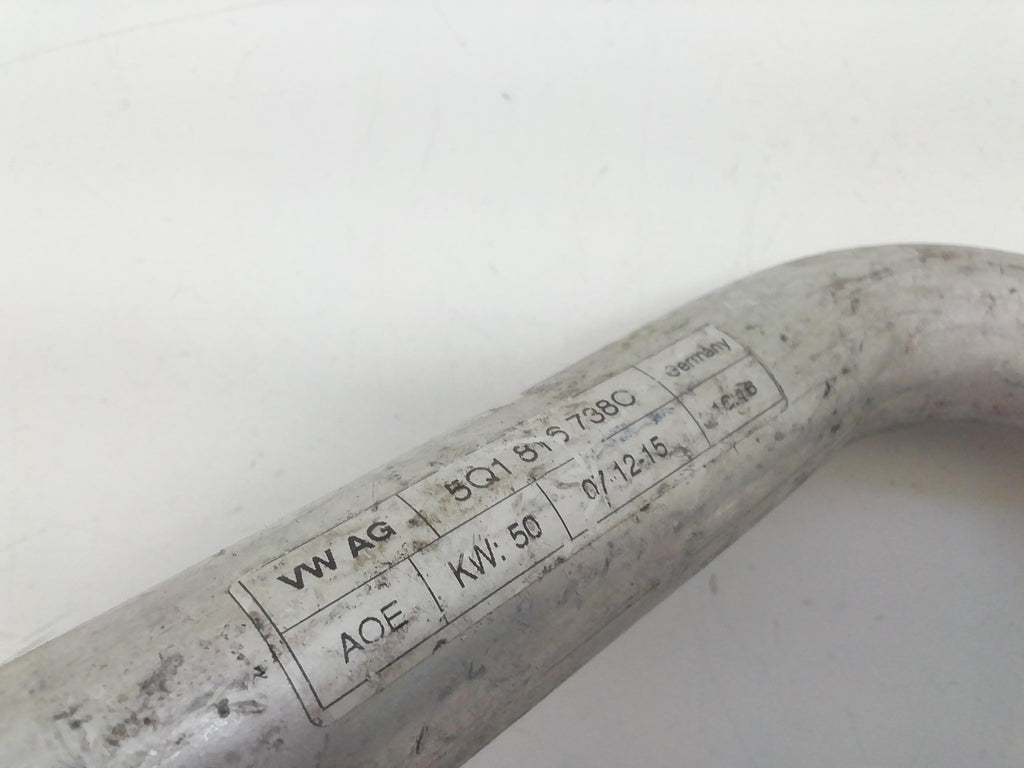 VW AG 5Q1 816 738C Germany
AOE KW: 50 07.12.15